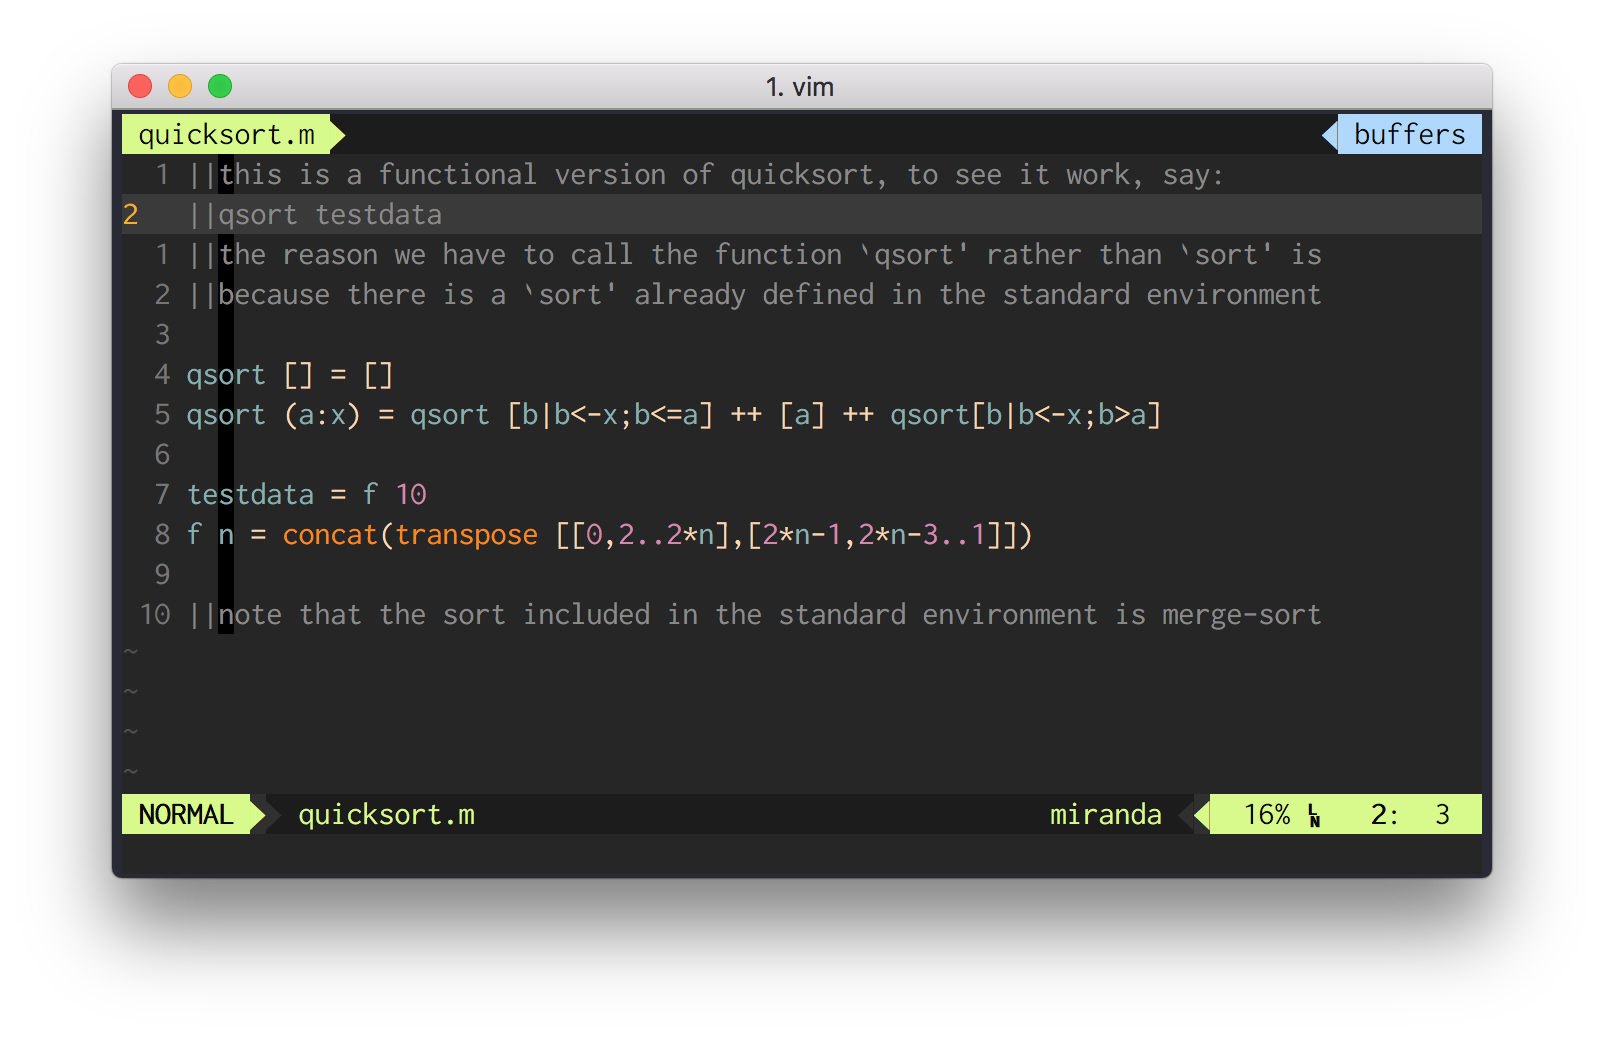 1. vim
quicksort.m buffers
1 ||this is a functional version of quicksort, to see it work, say:
2 ||qsort testdata
1 ||the reason we have to call the function `qsort' rather than `sort' is
2 ||because there is a `sort' already defined in the standard environment
3
4 qsort [] = []
5 qsort (a:x) = qsort [b|b<-x;b<=a] ++ [a] ++ qsort[b|b<-x;b>a]
6
7 testdata = f 10
8 f n = concat(transpose [[0,2..2*n],[2*n-1,2*n-3..1]])
9
10 ||note that the sort included in the standard environment is merge-sort
~
~
~
~
NORMAL quicksort.m miranda 16% LN 2: 3